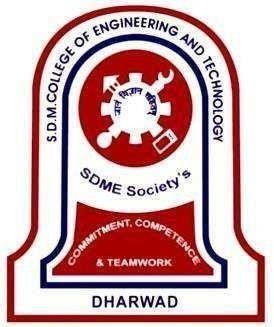 S.D.M.COLLEGE OF ENGINEERING AND TECHNOLOGY
SDME Society's
COMMITMENT, COMPETENCE
& TEAMWORK
DHARWAD